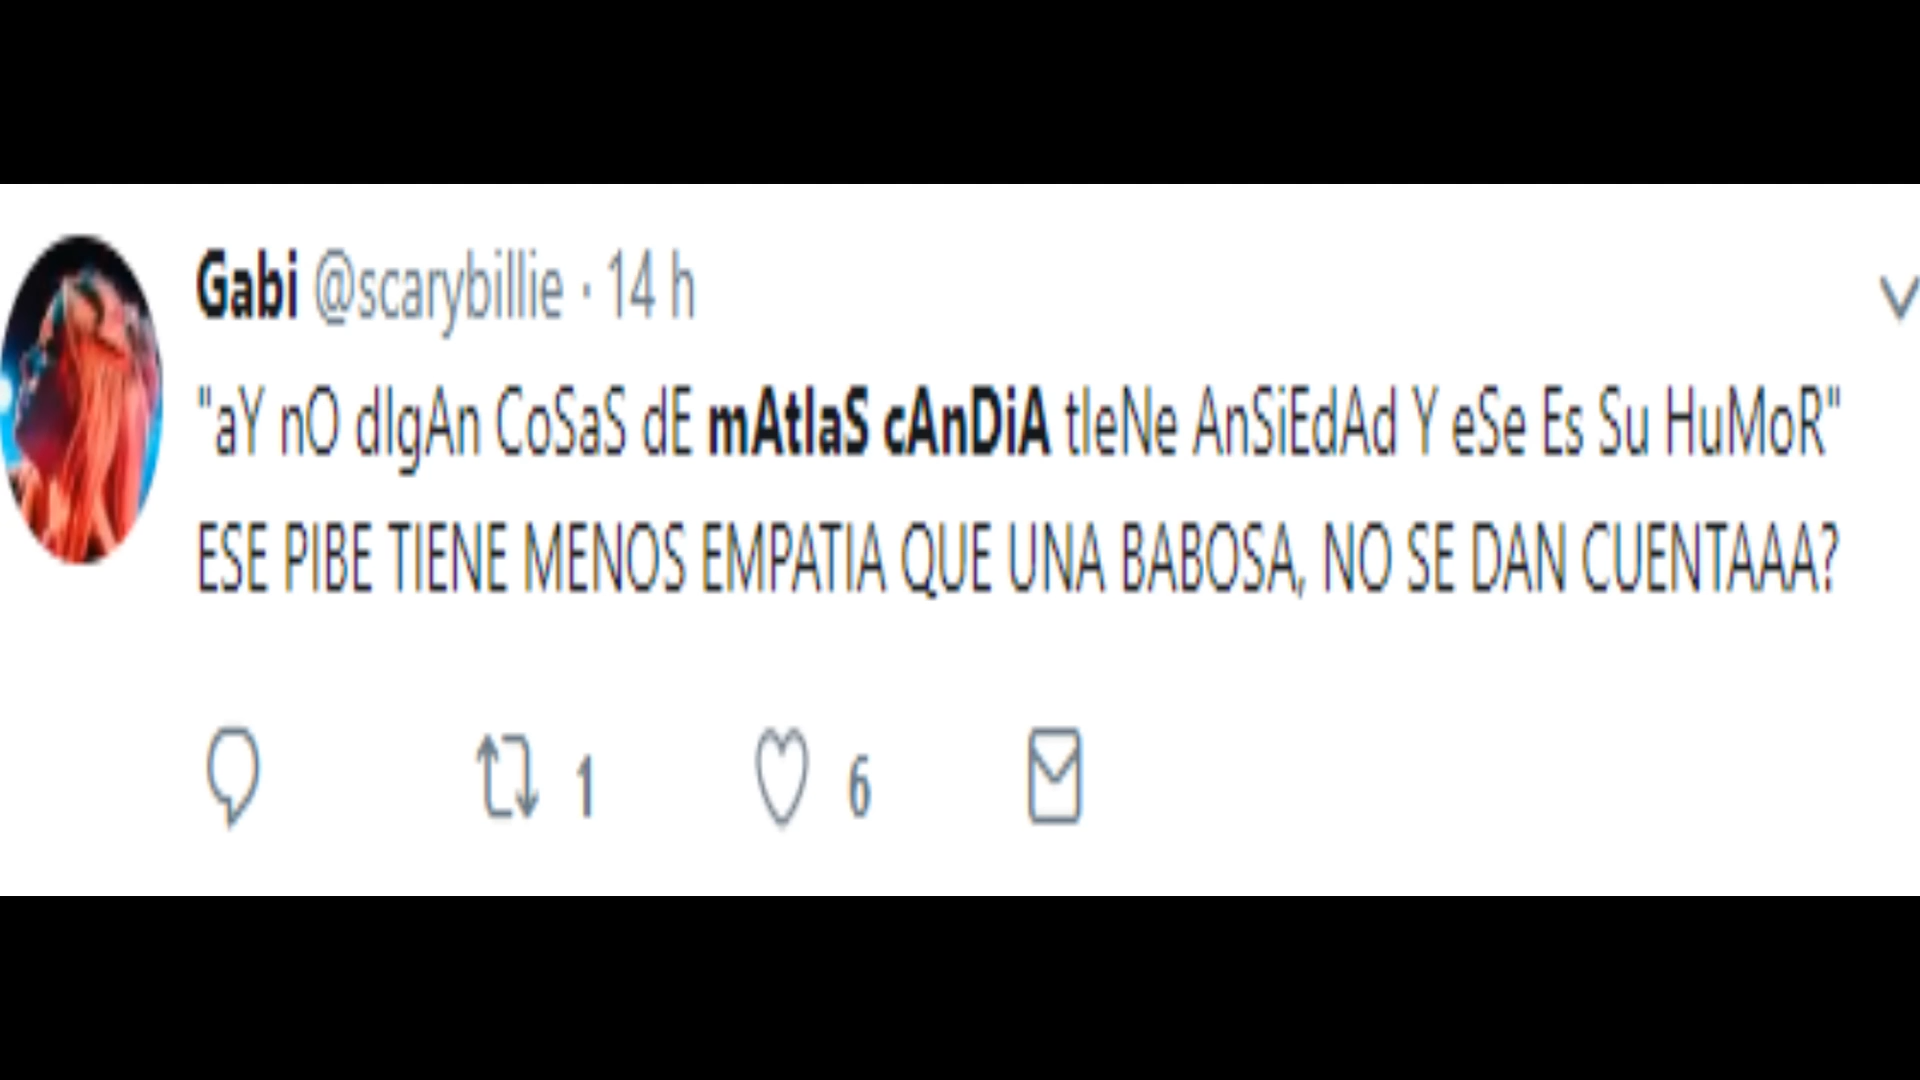 Gabi @scarybillie · 14 h
"aY nO dIgAn CoSaS dE mAtIaS cAnDiA tIeNe AnSiEdAd Y eSe Es Su HuMoR"
ESE PIBE TIENE MENOS EMPATIA QUE UNA BABOSA, NO SE DAN CUENTAAA?
1 6